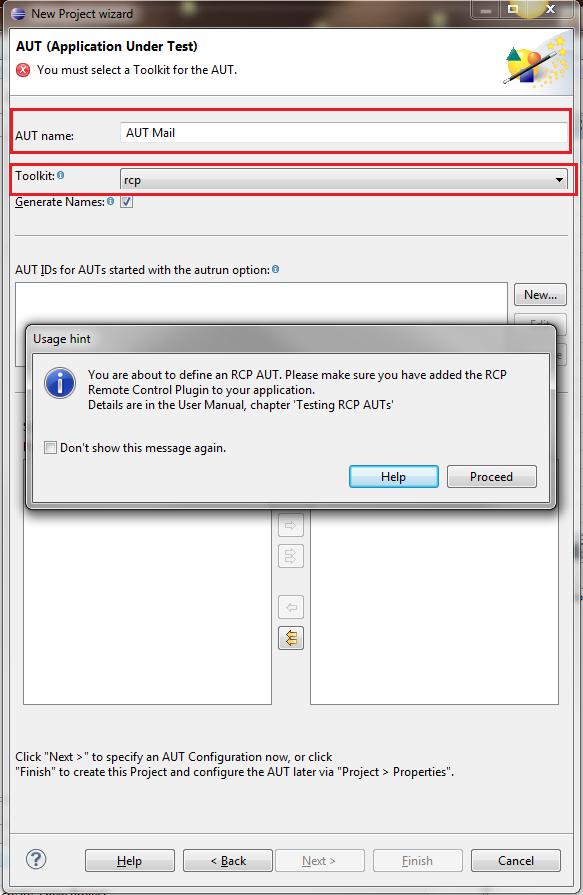 New Project wizard
AUT (Application Under Test)
You must select a Toolkit for the AUT.
AUT name:
AUT Mail
Toolkit:
rcp
Generate Names:
AUT IDs for AUTs started with the autrun option:
New...
Usage hint
You are about to define an RCP AUT. Please make sure you have added the RCP
Remote Control Plugin to your application.
Details are in the User Manual, chapter 'Testing RCP AUTs'
Don't show this message again.
Help
Proceed
Click "Next >" to specify an AUT Configuration now, or click
"Finish" to create this Project and configure the AUT later via "Project > Properties".
Help
< Back
Next >
Finish
Cancel